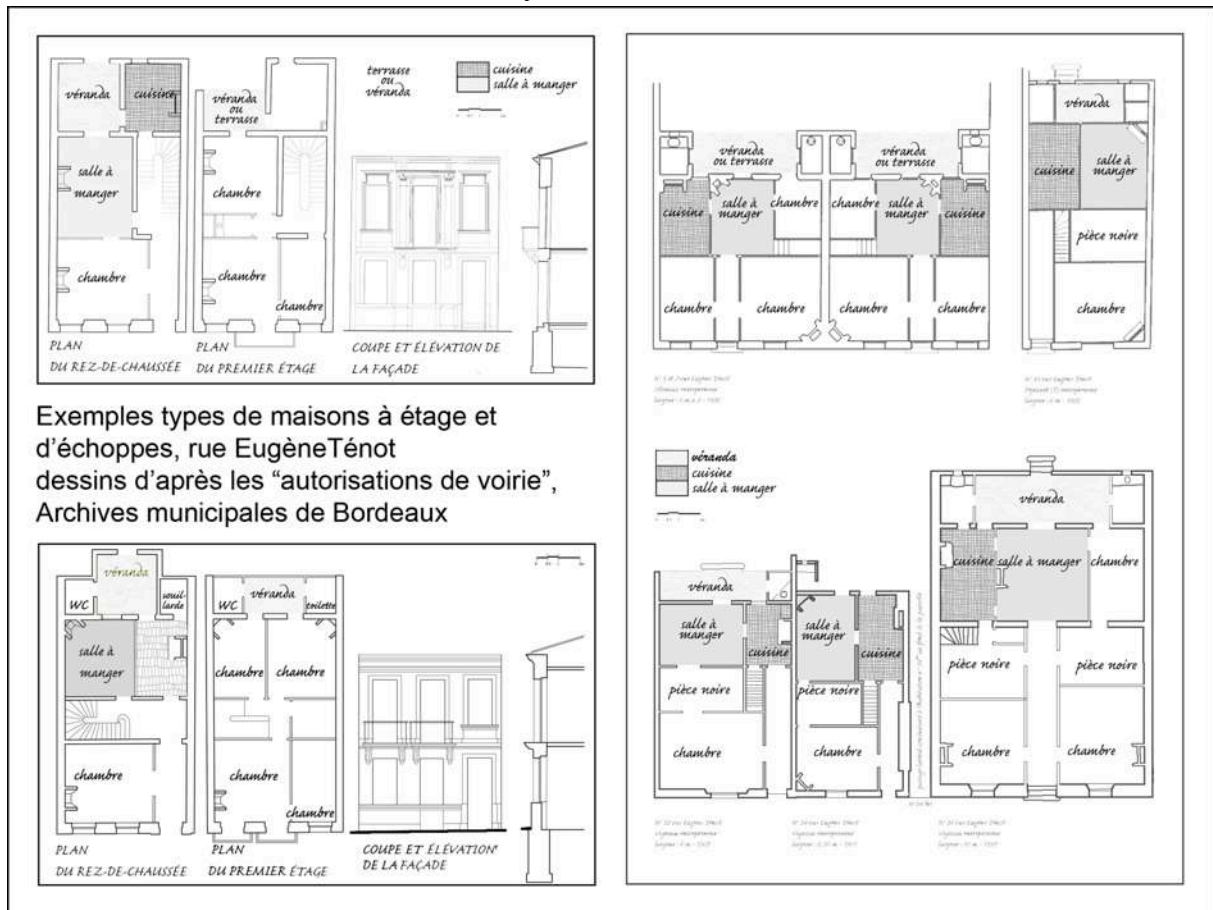 véranda
cuisine
salle à
manger
chambre
PLAN
DU REZ-DE-CHAUSSÉE
véranda
ou
terrasse
chambre
chambre
chambre
PLAN
DU PREMIER ÉTAGE
terrasse
ou
véranda
cuisine
salle à manger
COUPE ET ÉLÉVATION DE
LA FAÇADE
Exemples types de maisons à étage et
d'échoppes, rue EugèneTénot
dessins d'après les “autorisations de voirie”,
Archives municipales de Bordeaux
véranda
WC
souil-
larde
salle à
manger
chambre
PLAN
DU REZ-DE-CHAUSSÉE
WC
véranda
toilette
chambre
chambre
chambre
chambre
PLAN
DU PREMIER ÉTAGE
COUPE ET ÉLÉVATION
DE LA FAÇADE
véranda
ou terrasse
cuisine
salle à
manger
chambre
chambre
chambre
véranda
ou terrasse
chambre
salle à
manger
cuisine
chambre
chambre
véranda
cuisine
salle à
manger
pièce noire
chambre
véranda
cuisine
salle à manger
véranda
salle à
manger
cuisine
pièce noire
chambre
salle à
manger
cuisine
pièce noire
chambre
véranda
cuisine
salle à manger
chambre
pièce noire
pièce noire
chambre
chambre